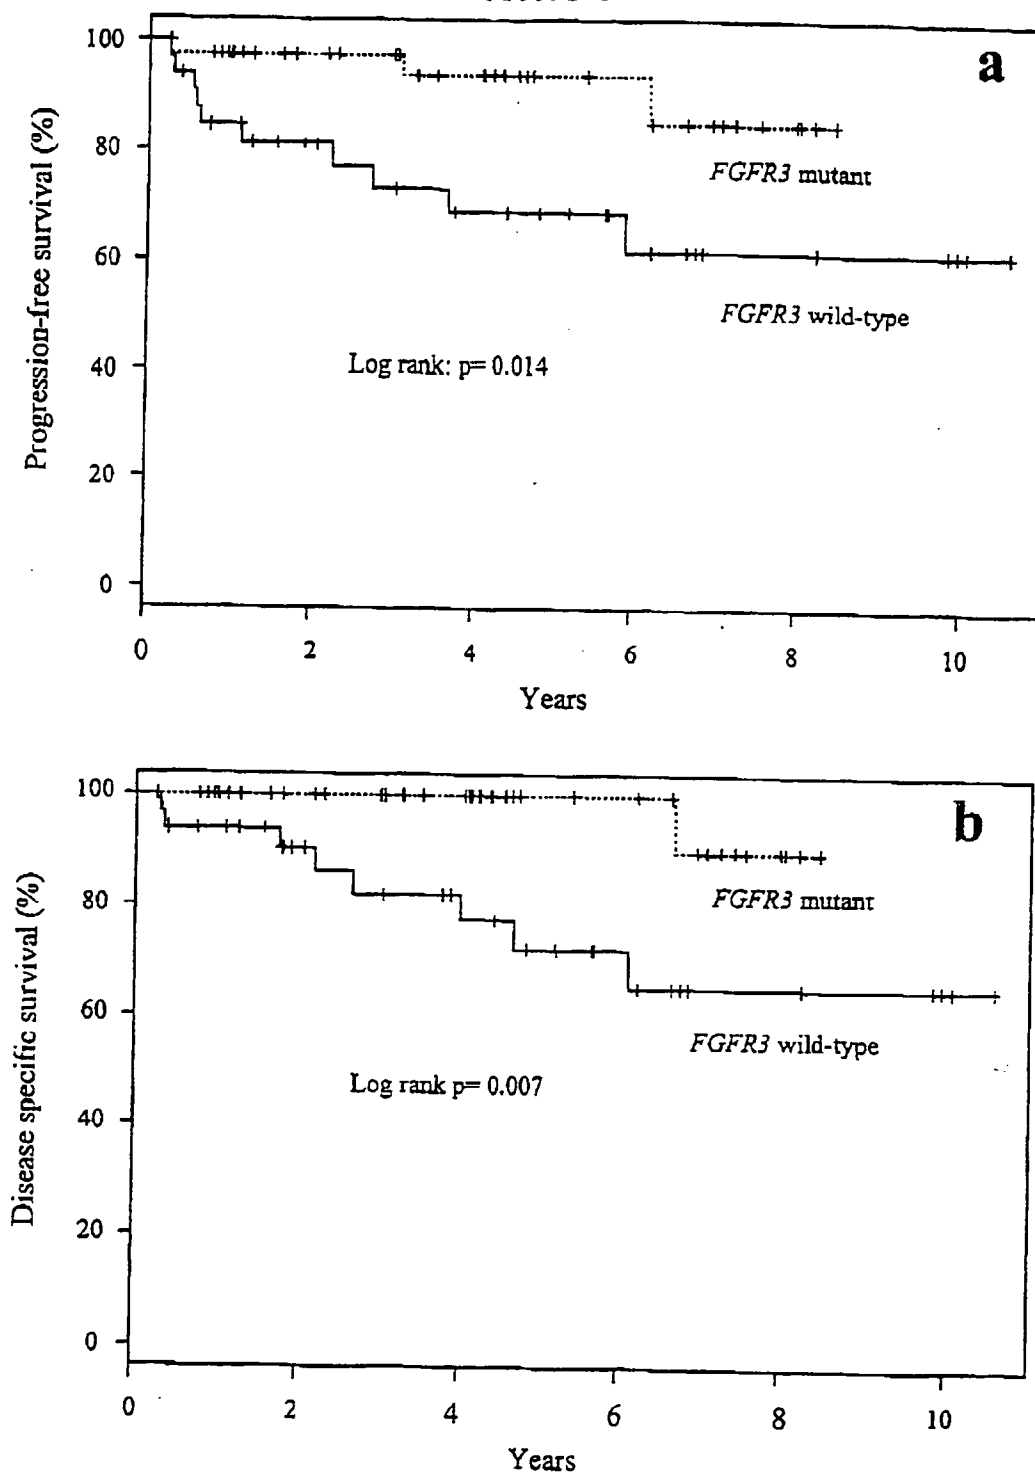 100
a
80
FGFR3 mutant
60
FGFR3 wild-type
Log rank: p= 0.014
40
20
0
Progression-free survival (%)
0 2 4 6 8 10
Years
100
b
80
FGFR3 mutant
60
FGFR3 wild-type
Log rank p= 0.007
40
20
0
Disease specific survival (%)
0 2 4 6 8 10
Years